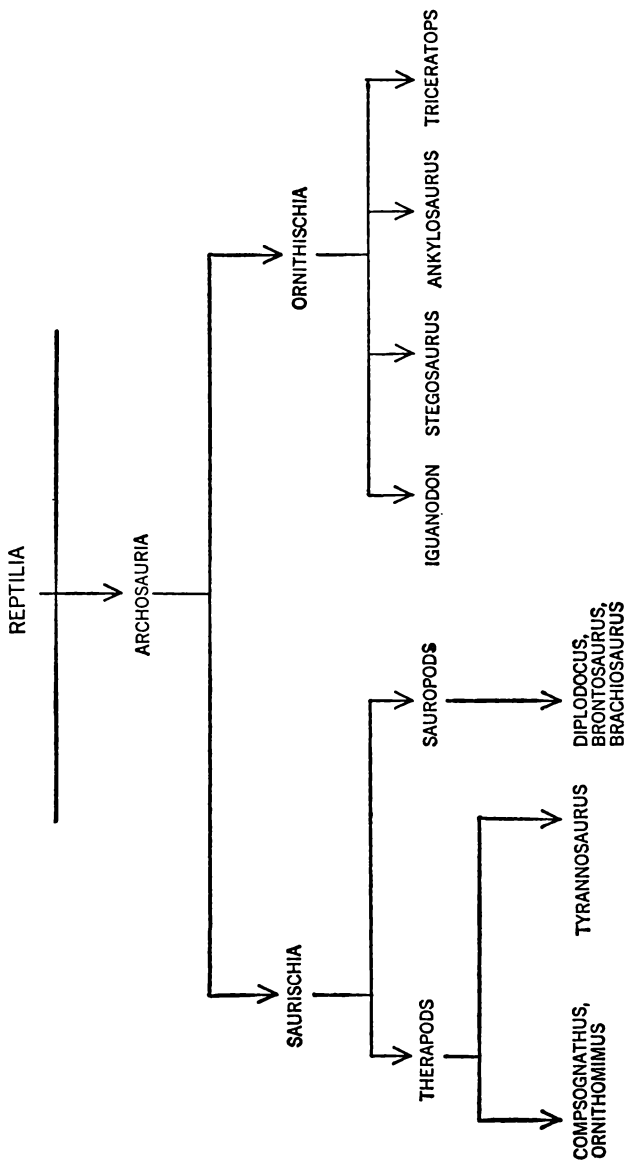 REPTILIA
ARCHOSAURIA
SAURISCHIA
ORNITHISCHIA
THERAPODS
SAUROPODS
IGUANODON
STEGOSAURUS
ANKYLOSAURUS
TRICERATOPS
COMPSOGNATHUS,
ORNITHOMIMUS
TYRANNOSAURUS
DIPLODOCUS,
BRONTOSAURUS,
BRACHIOSAURUS